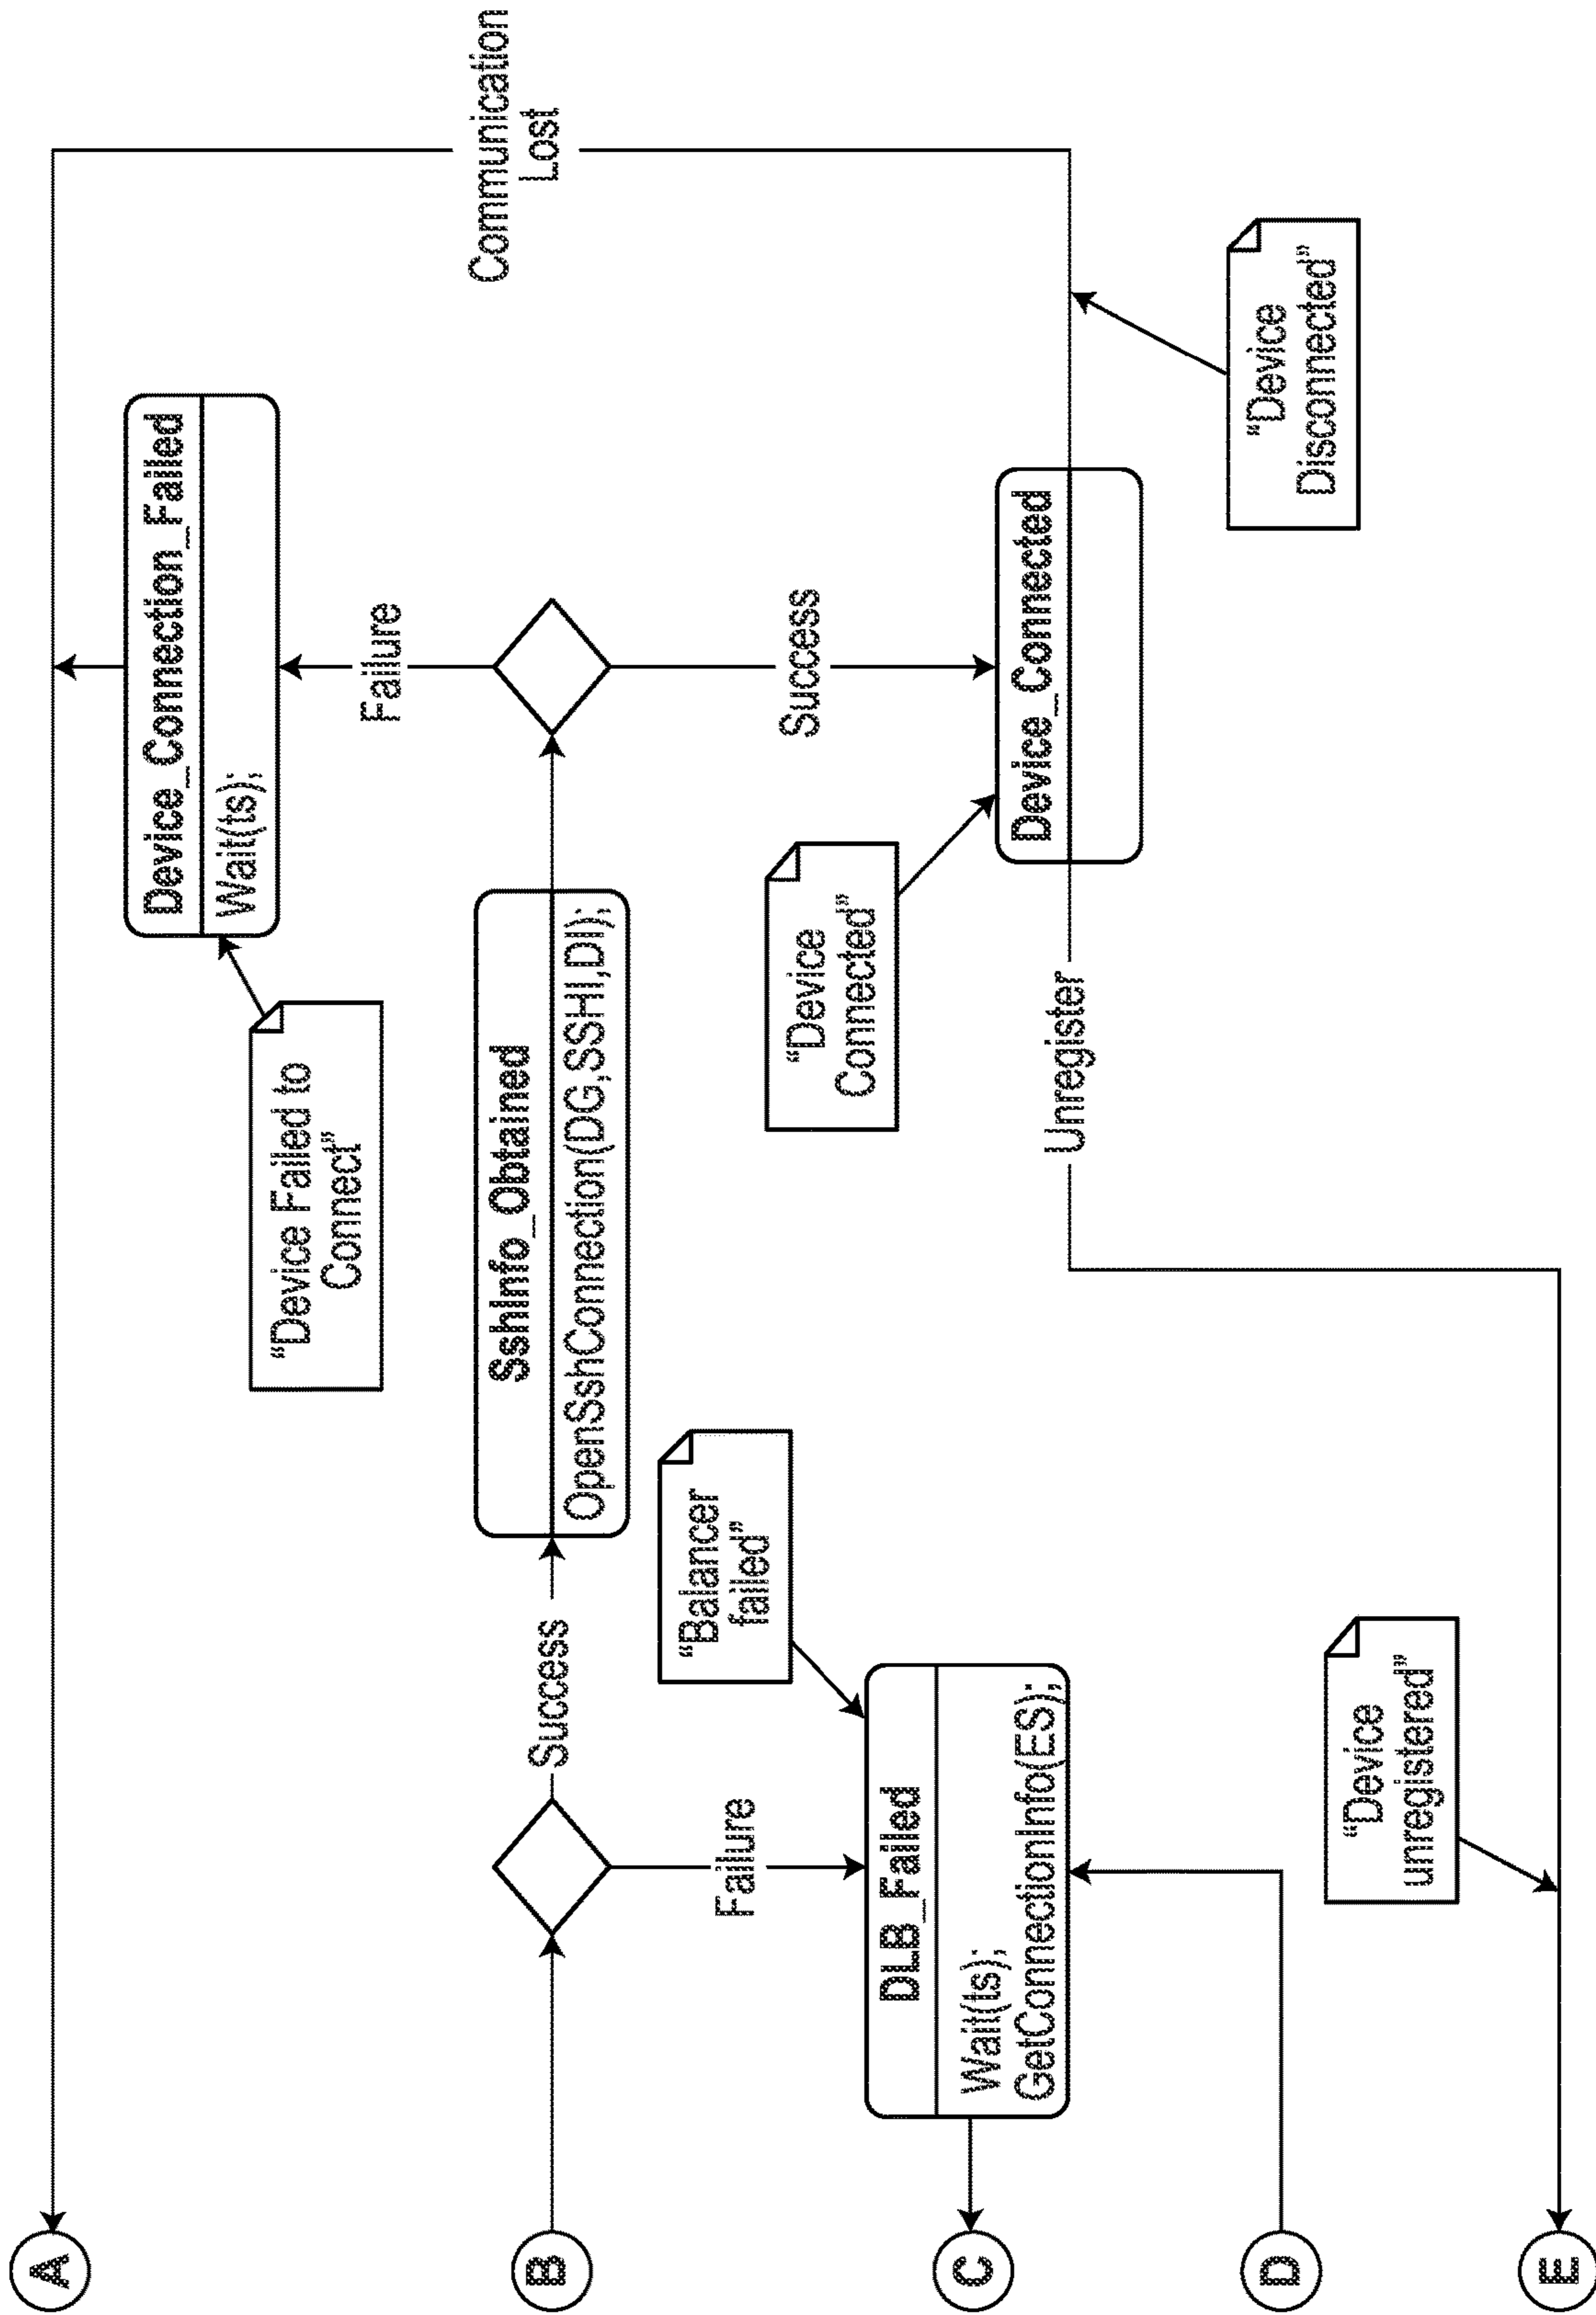 A
Communication
Lost
Device_Connection_Failed
Wait(ts);
"Device Failed to
Connect"
Failure
B
Success
SshInfo_Obtained
OpenSshConnection(DG,SSHI,DI);
Success
"Balancer
failed"
"Device
Connected"
Failure
DLB_Failed
Wait(ts);
GetConnectionInfo(ES);
C
Device_Connected
Unregister
"Device
Disconnected"
D
"Device
unregistered"
E